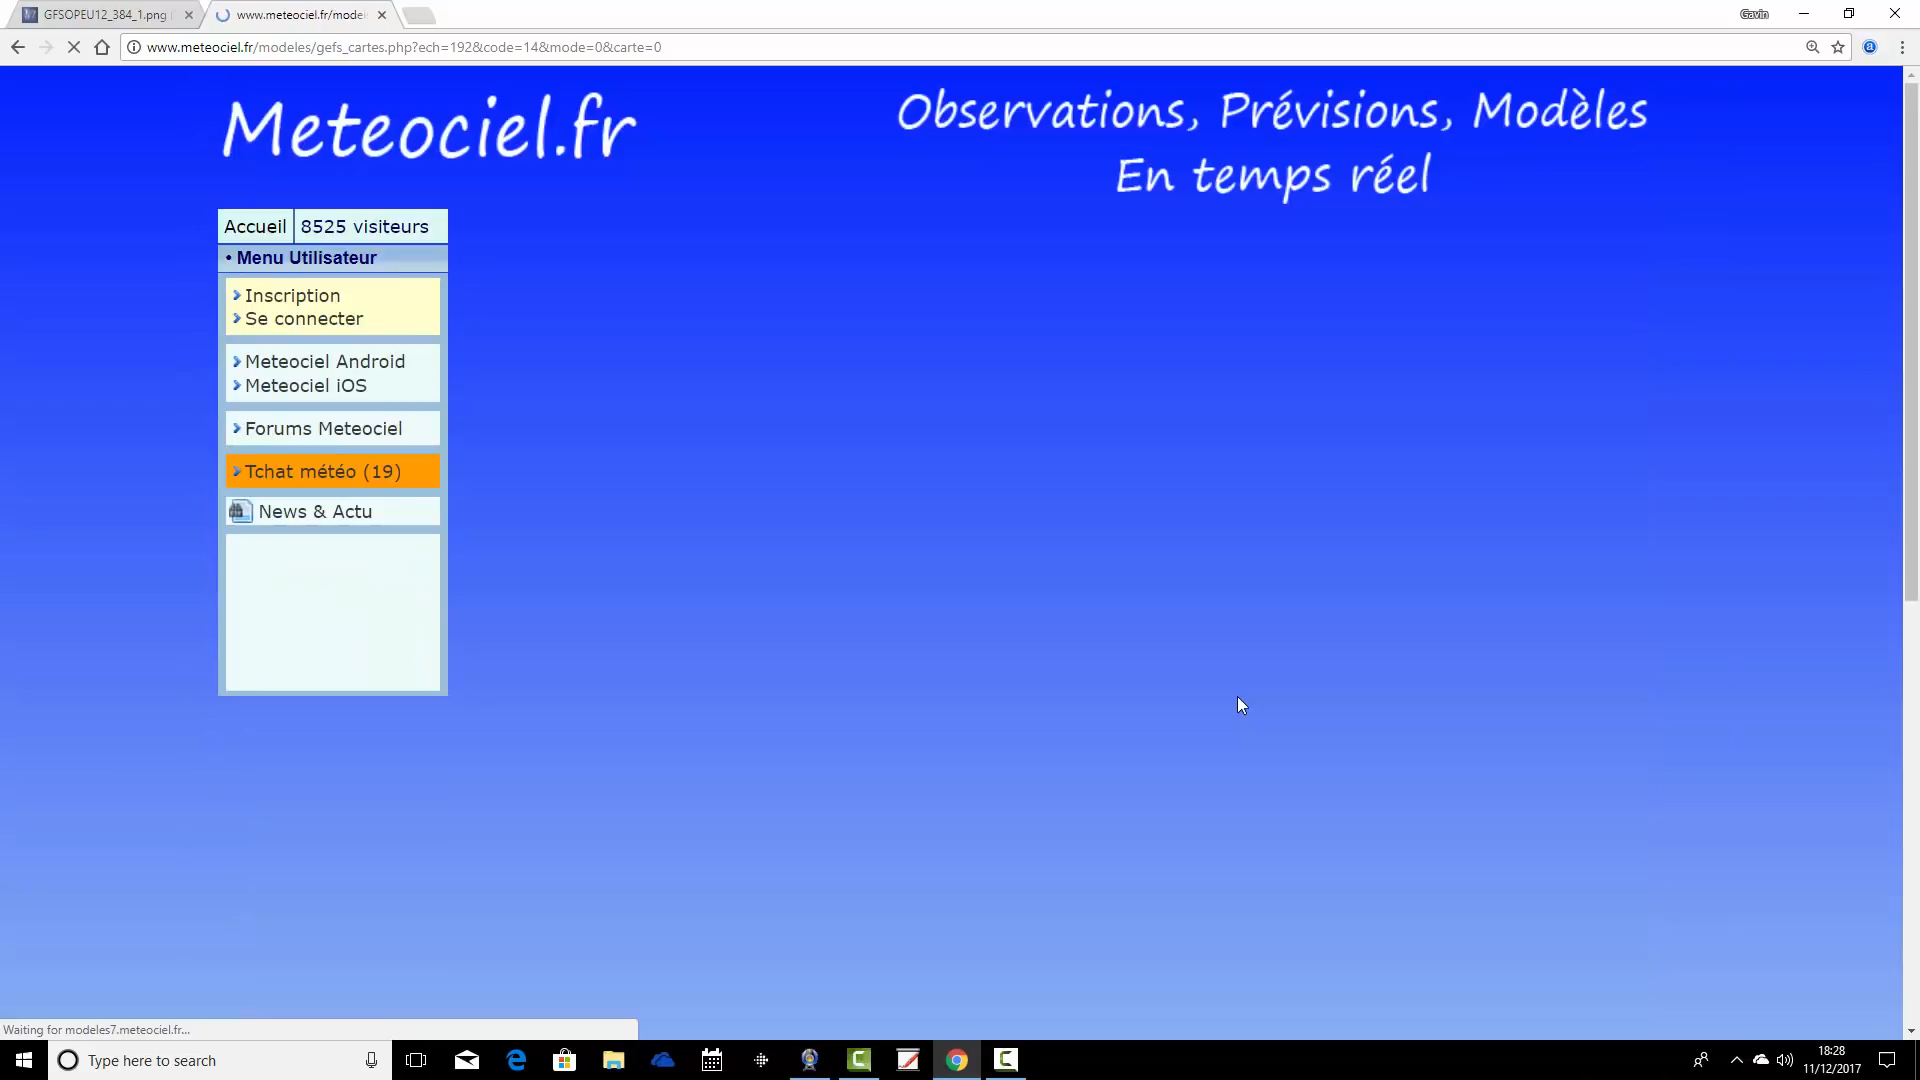 GFSOPEU12_384_1.png
www.meteociel.fr/mode
Gavin
www.meteociel.fr/modeles/gefs_cartes.php?ech=192&code=14&mode=0&carte=0
Meteociel.fr
Observations, Prévisions, Modèles
En temps réel
Accueil
8525 visiteurs
• Menu Utilisateur
Inscription
Se connecter
Meteociel Android
Meteociel iOS
Forums Meteociel
Tchat météo (19)
News & Actu
Waiting for modeles7.meteociel.fr...
Type here to search
18:28
11/12/2017